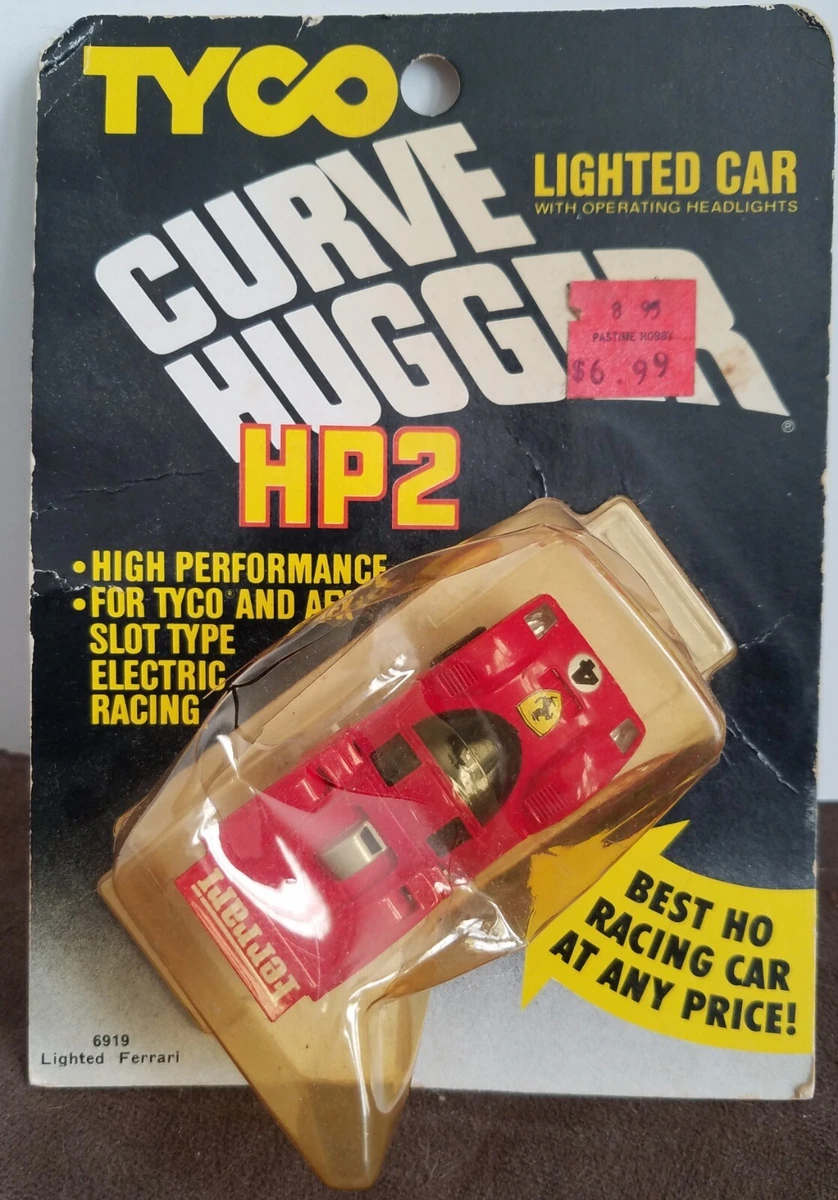 TYCO
CURVE
LIGHTED CAR
WITH OPERATING HEADLIGHTS
HUGGER®
8 95
PASTIME HOBBY
$6.99
HP2
• HIGH PERFORMANCE
• FOR TYCO® AND AFX
SLOT TYPE
ELECTRIC
RACING
4
Ferrari
BEST HO
RACING CAR
AT ANY PRICE!
6919
Lighted Ferrari